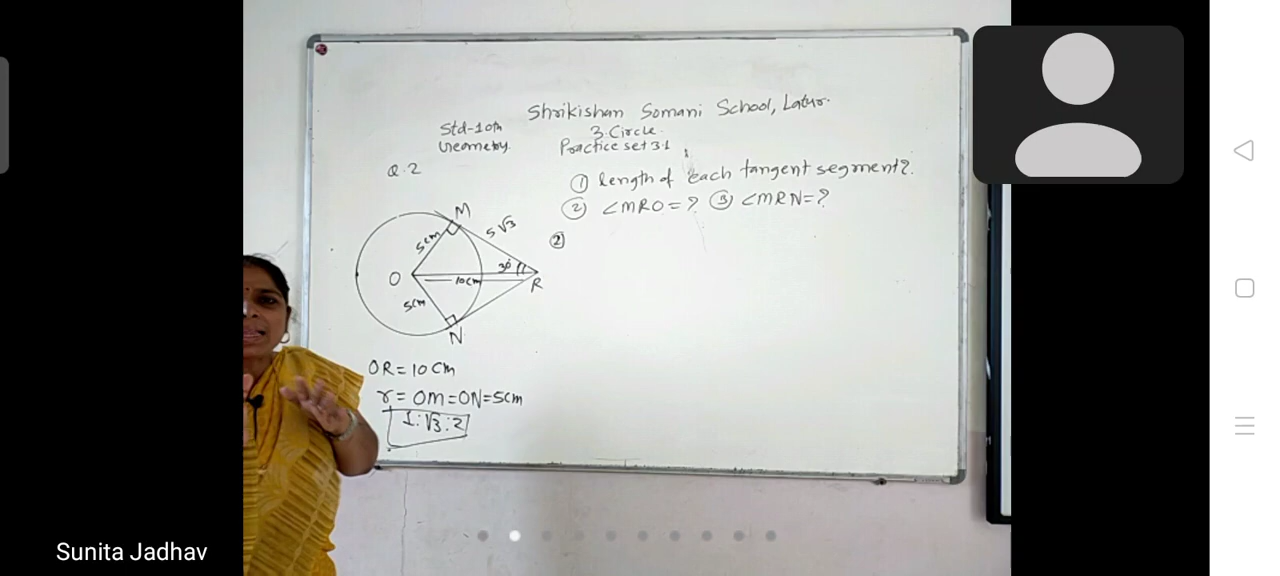 Shrikishan Somani School, Latur.
Std-10th
Geometry.
3. Circle.
Practice set 3.1
Q.2
① length of each tangent segment?
② ∠MRO=? ③ ∠MRN=?
②
M
5cm
5√3
O
30°
10cm
R
5cm
N
OR=10cm
r=OM=ON=5cm
1:√3:2
Sunita Jadhav